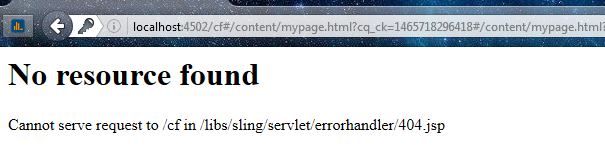 localhost:4502/cf#/content/mypage.html?cq_ck=1465718296418#/content/mypage.html?
No resource found
Cannot serve request to /cf in /libs/sling/servlet/errorhandler/404.jsp